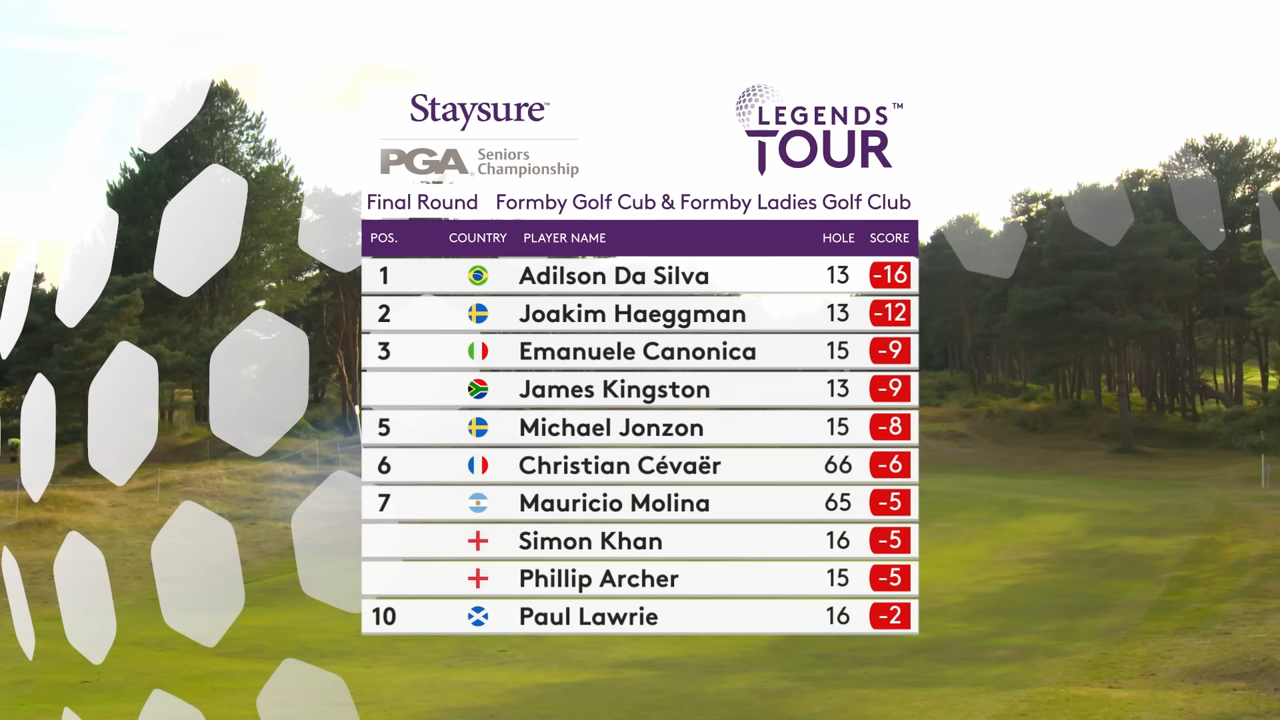 Staysure™
LEGENDS™
TOUR
PGA. Seniors
Championship
Final Round Formby Golf Cub & Formby Ladies Golf Club
POS. COUNTRY PLAYER NAME HOLE SCORE
1 Adilson Da Silva 13 -16
2 Joakim Haeggman 13 -12
3 Emanuele Canonica 15 -9
James Kingston 13 -9
5 Michael Jonzon 15 -8
6 Christian Cévaër 66 -6
7 Mauricio Molina 65 -5
Simon Khan 16 -5
Phillip Archer 15 -5
10 Paul Lawrie 16 -2